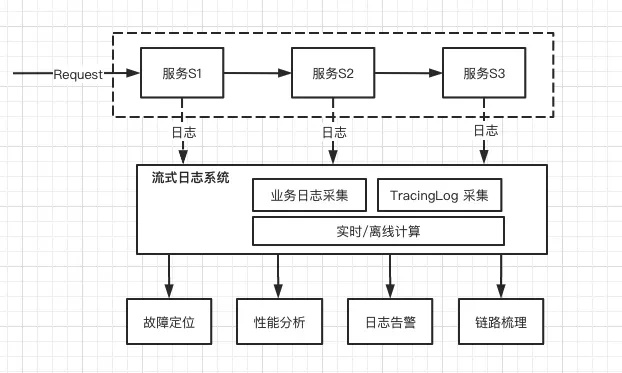 Request
服务S1
服务S2
服务S3
日志
日志
日志
流式日志系统
业务日志采集
TracingLog 采集
实时/离线计算
故障定位
性能分析
日志告警
链路梳理